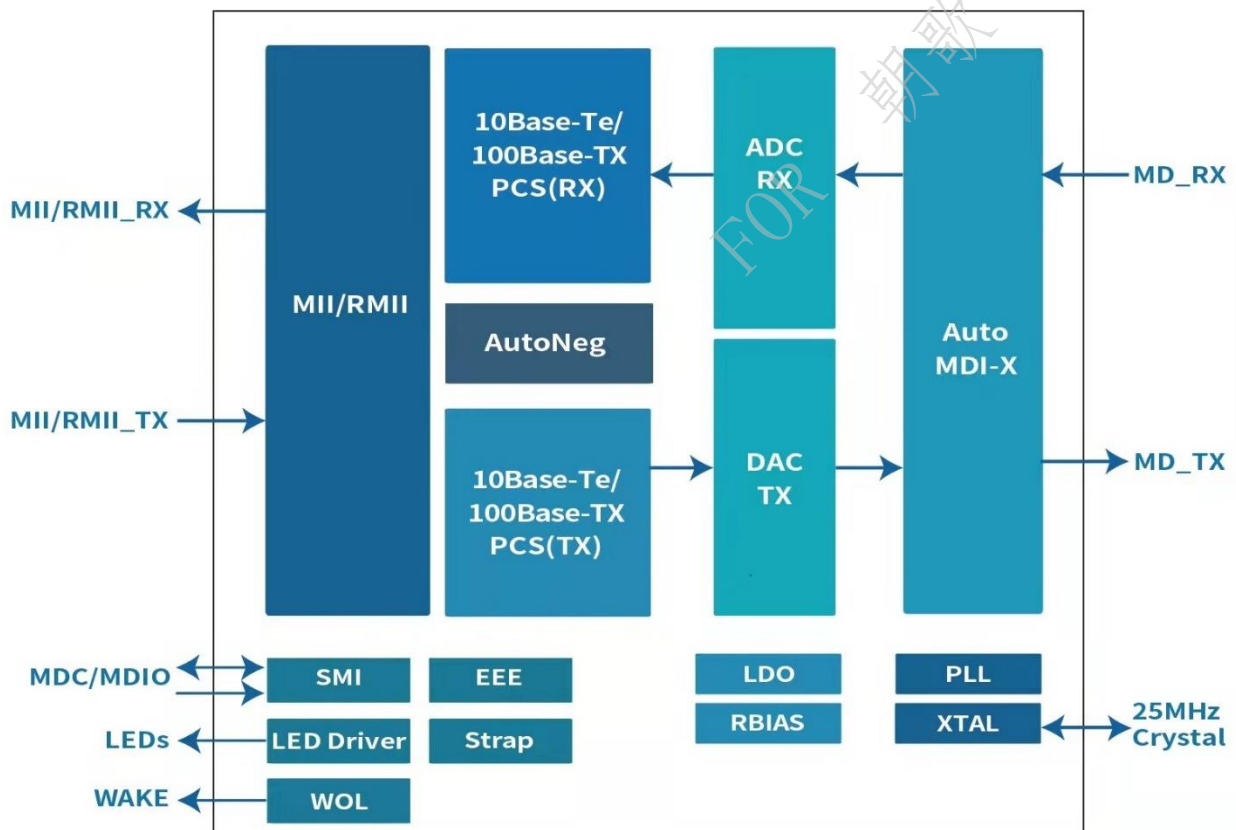 10Base-Te/
100Base-TX
PCS(RX)
ADC
RX
MD_RX
MII/RMII_RX
MII/RMII
AutoNeg
Auto
MDI-X
MII/RMII_TX
10Base-Te/
100Base-TX
PCS(TX)
DAC
TX
MD_TX
MDC/MDIO
SMI
EEE
LDO
PLL
LEDs
LED Driver
Strap
RBIAS
XTAL
25MHz
Crystal
WAKE
WOL
FOR 朝歌